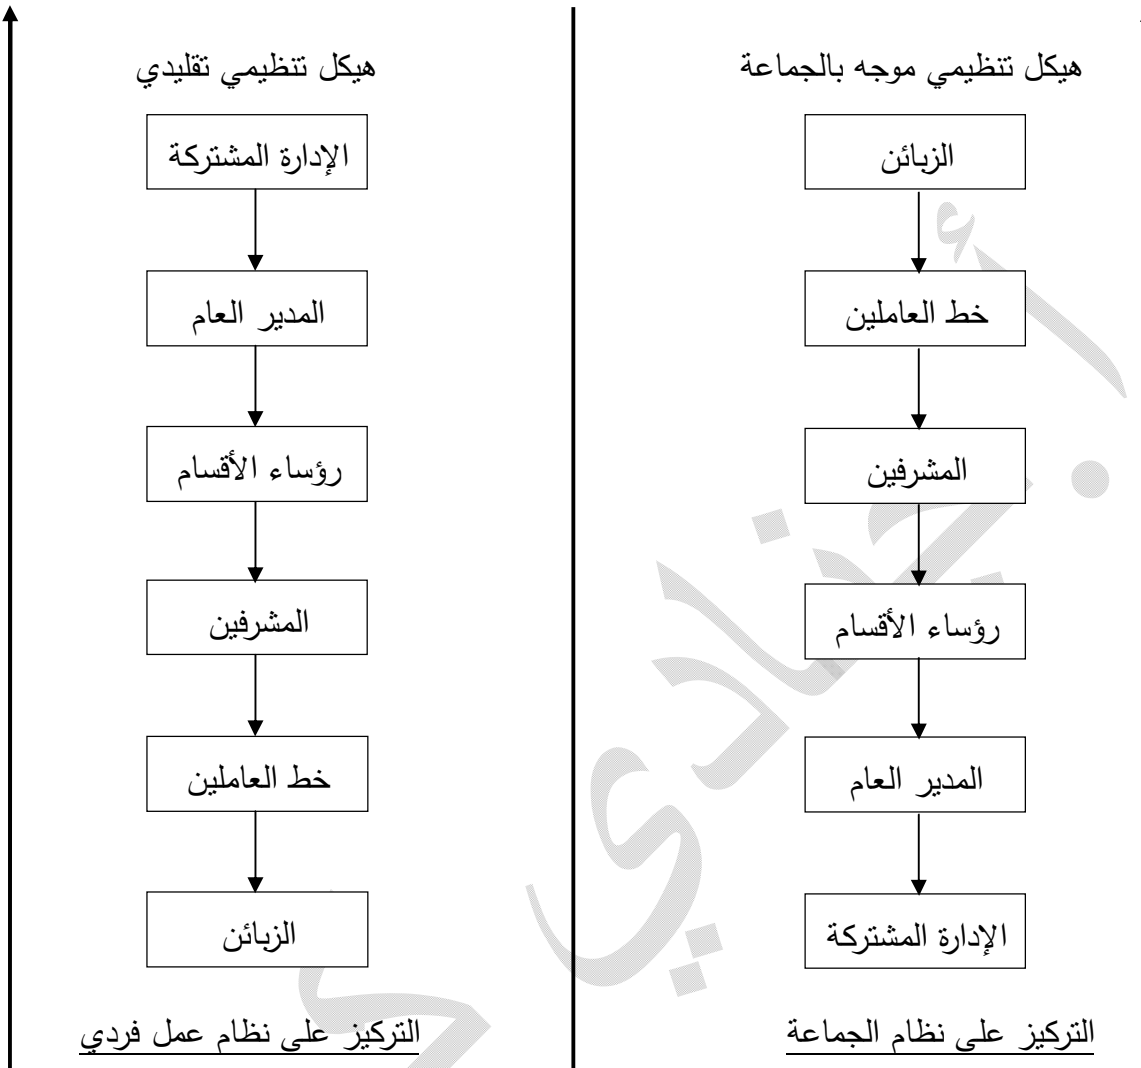 هيكل تنظيمي موجه بالجماعة
الزبائن
خط العاملين
المشرفين
رؤساء الأقسام
المدير العام
الإدارة المشتركة
التركيز على نظام الجماعة
هيكل تنظيمي تقليدي
الإدارة المشتركة
المدير العام
رؤساء الأقسام
المشرفين
خط العاملين
الزبائن
التركيز على نظام عمل فردي